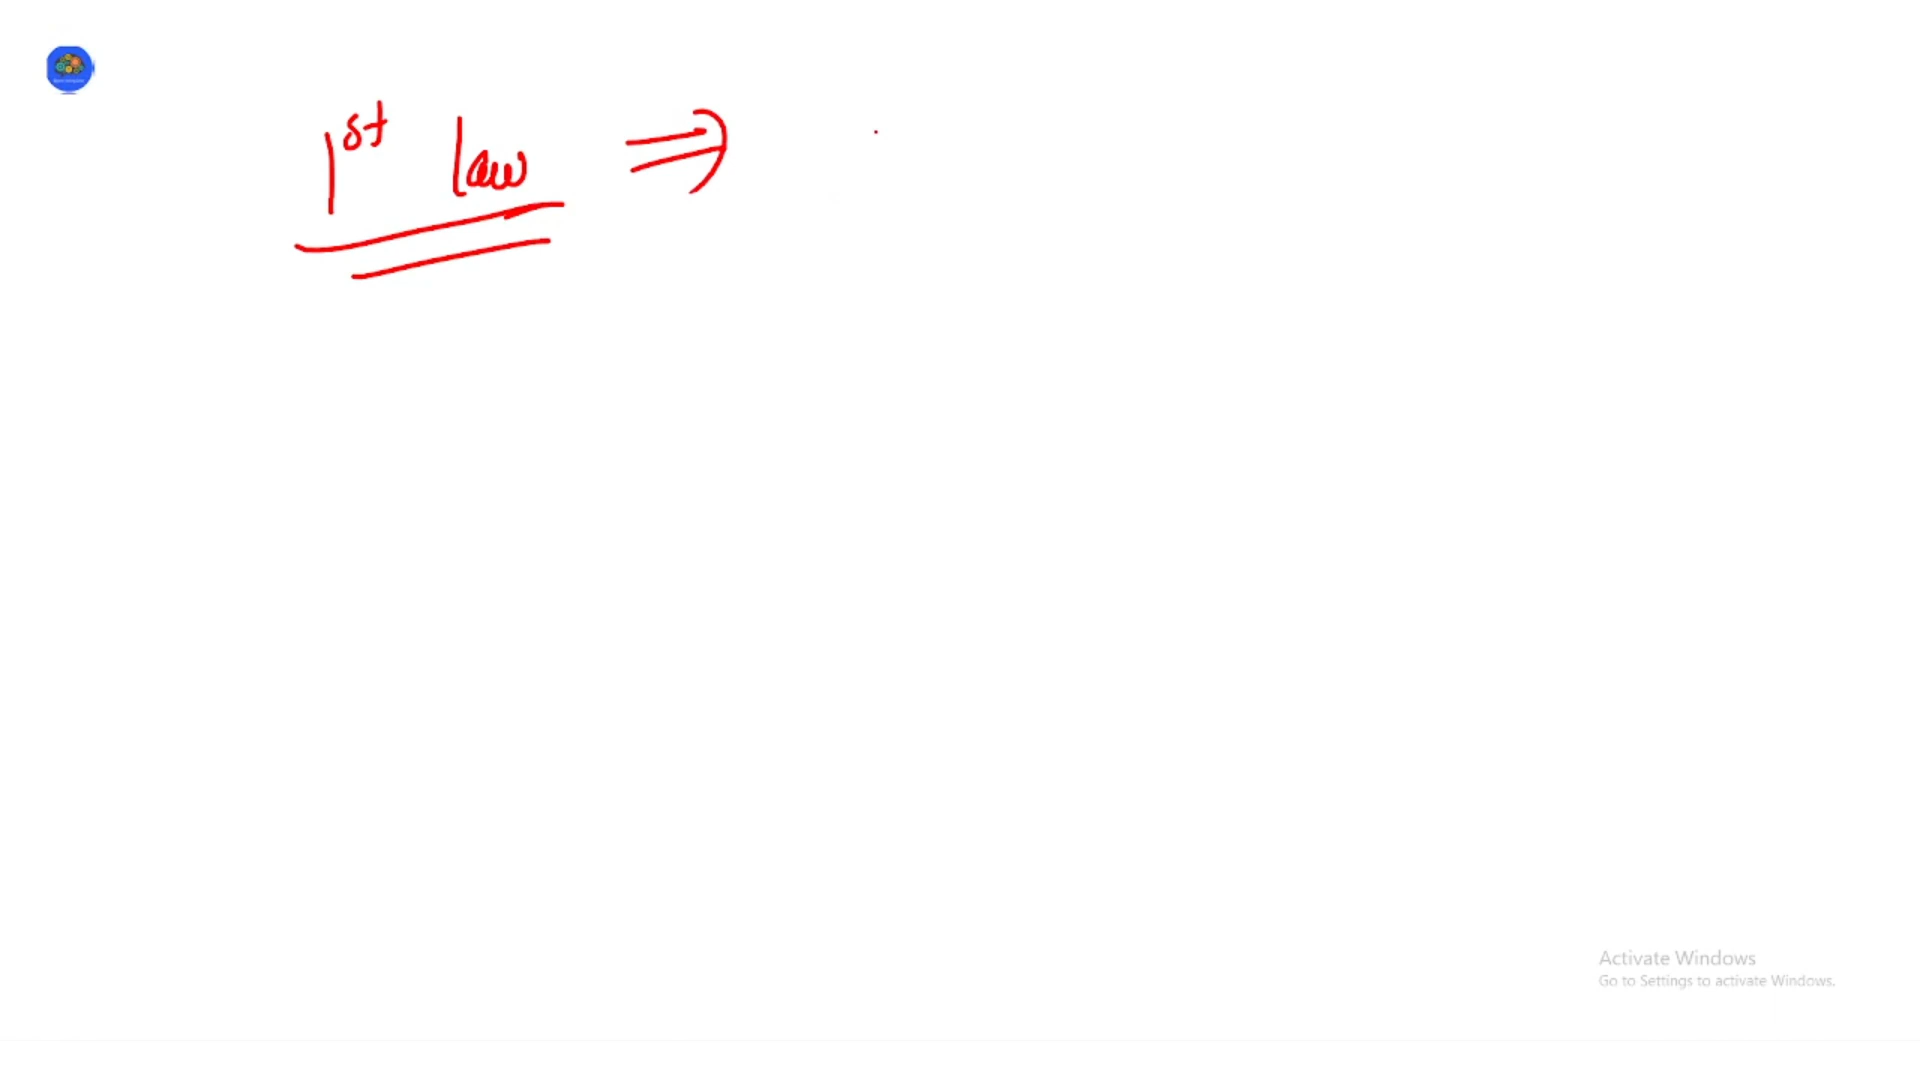 1st law ⇒
Activate Windows
Go to Settings to activate Windows.